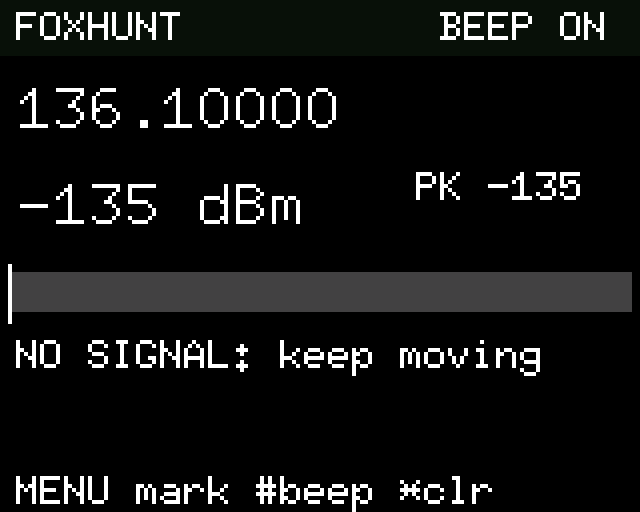 FOXHUNT BEEP ON
136.10000
-135 dBm PK -135
NO SIGNAL: keep moving
MENU mark #beep *clr